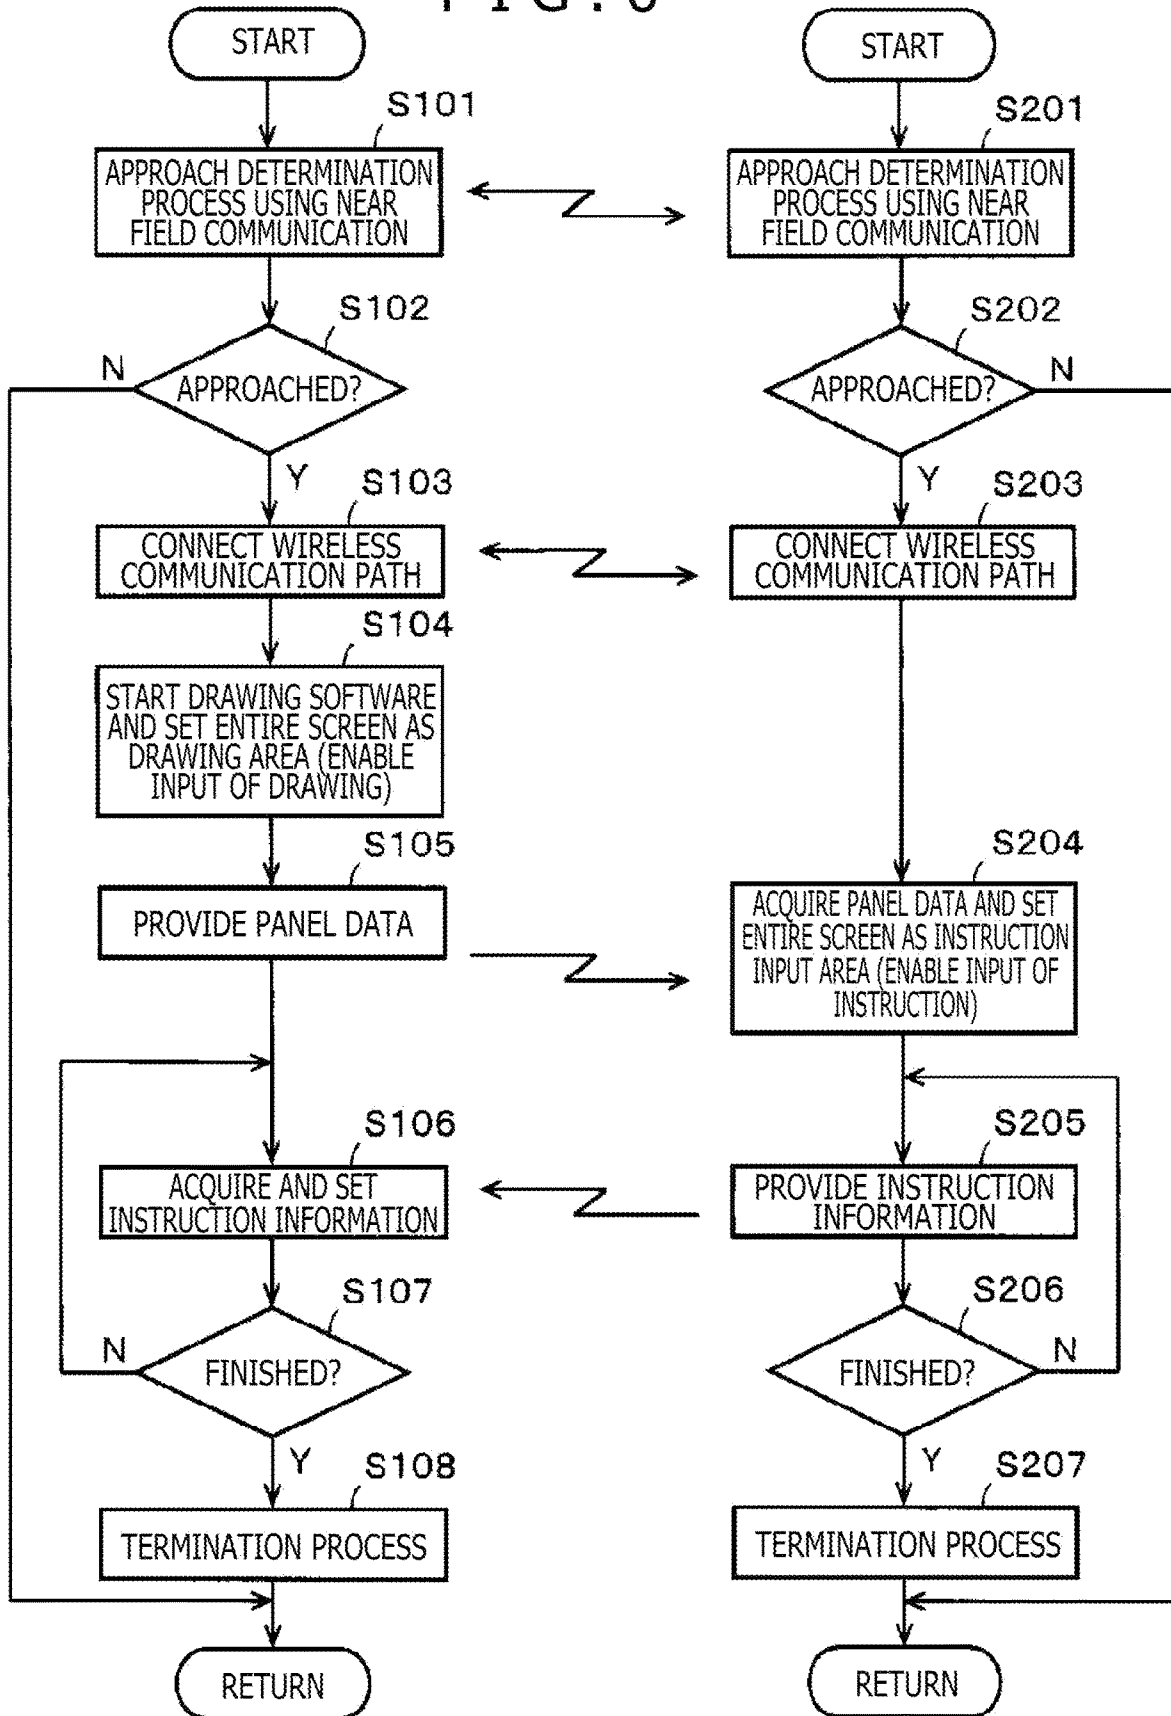 FIG.
START
S101
APPROACH DETERMINATION
PROCESS USING NEAR
FIELD COMMUNICATION
S102
APPROACHED?
N
Y
S103
CONNECT WIRELESS
COMMUNICATION PATH
S104
START DRAWING SOFTWARE
AND SET ENTIRE SCREEN AS
DRAWING AREA (ENABLE
INPUT OF DRAWING)
S105
PROVIDE PANEL DATA
S106
ACQUIRE AND SET
INSTRUCTION INFORMATION
S107
FINISHED?
N
Y
S108
TERMINATION PROCESS
RETURN
START
S201
APPROACH DETERMINATION
PROCESS USING NEAR
FIELD COMMUNICATION
S202
APPROACHED?
N
Y
S203
CONNECT WIRELESS
COMMUNICATION PATH
S204
ACQUIRE PANEL DATA AND SET
ENTIRE SCREEN AS INSTRUCTION
INPUT AREA (ENABLE INPUT OF
INSTRUCTION)
S205
PROVIDE INSTRUCTION
INFORMATION
S206
FINISHED?
N
Y
S207
TERMINATION PROCESS
RETURN